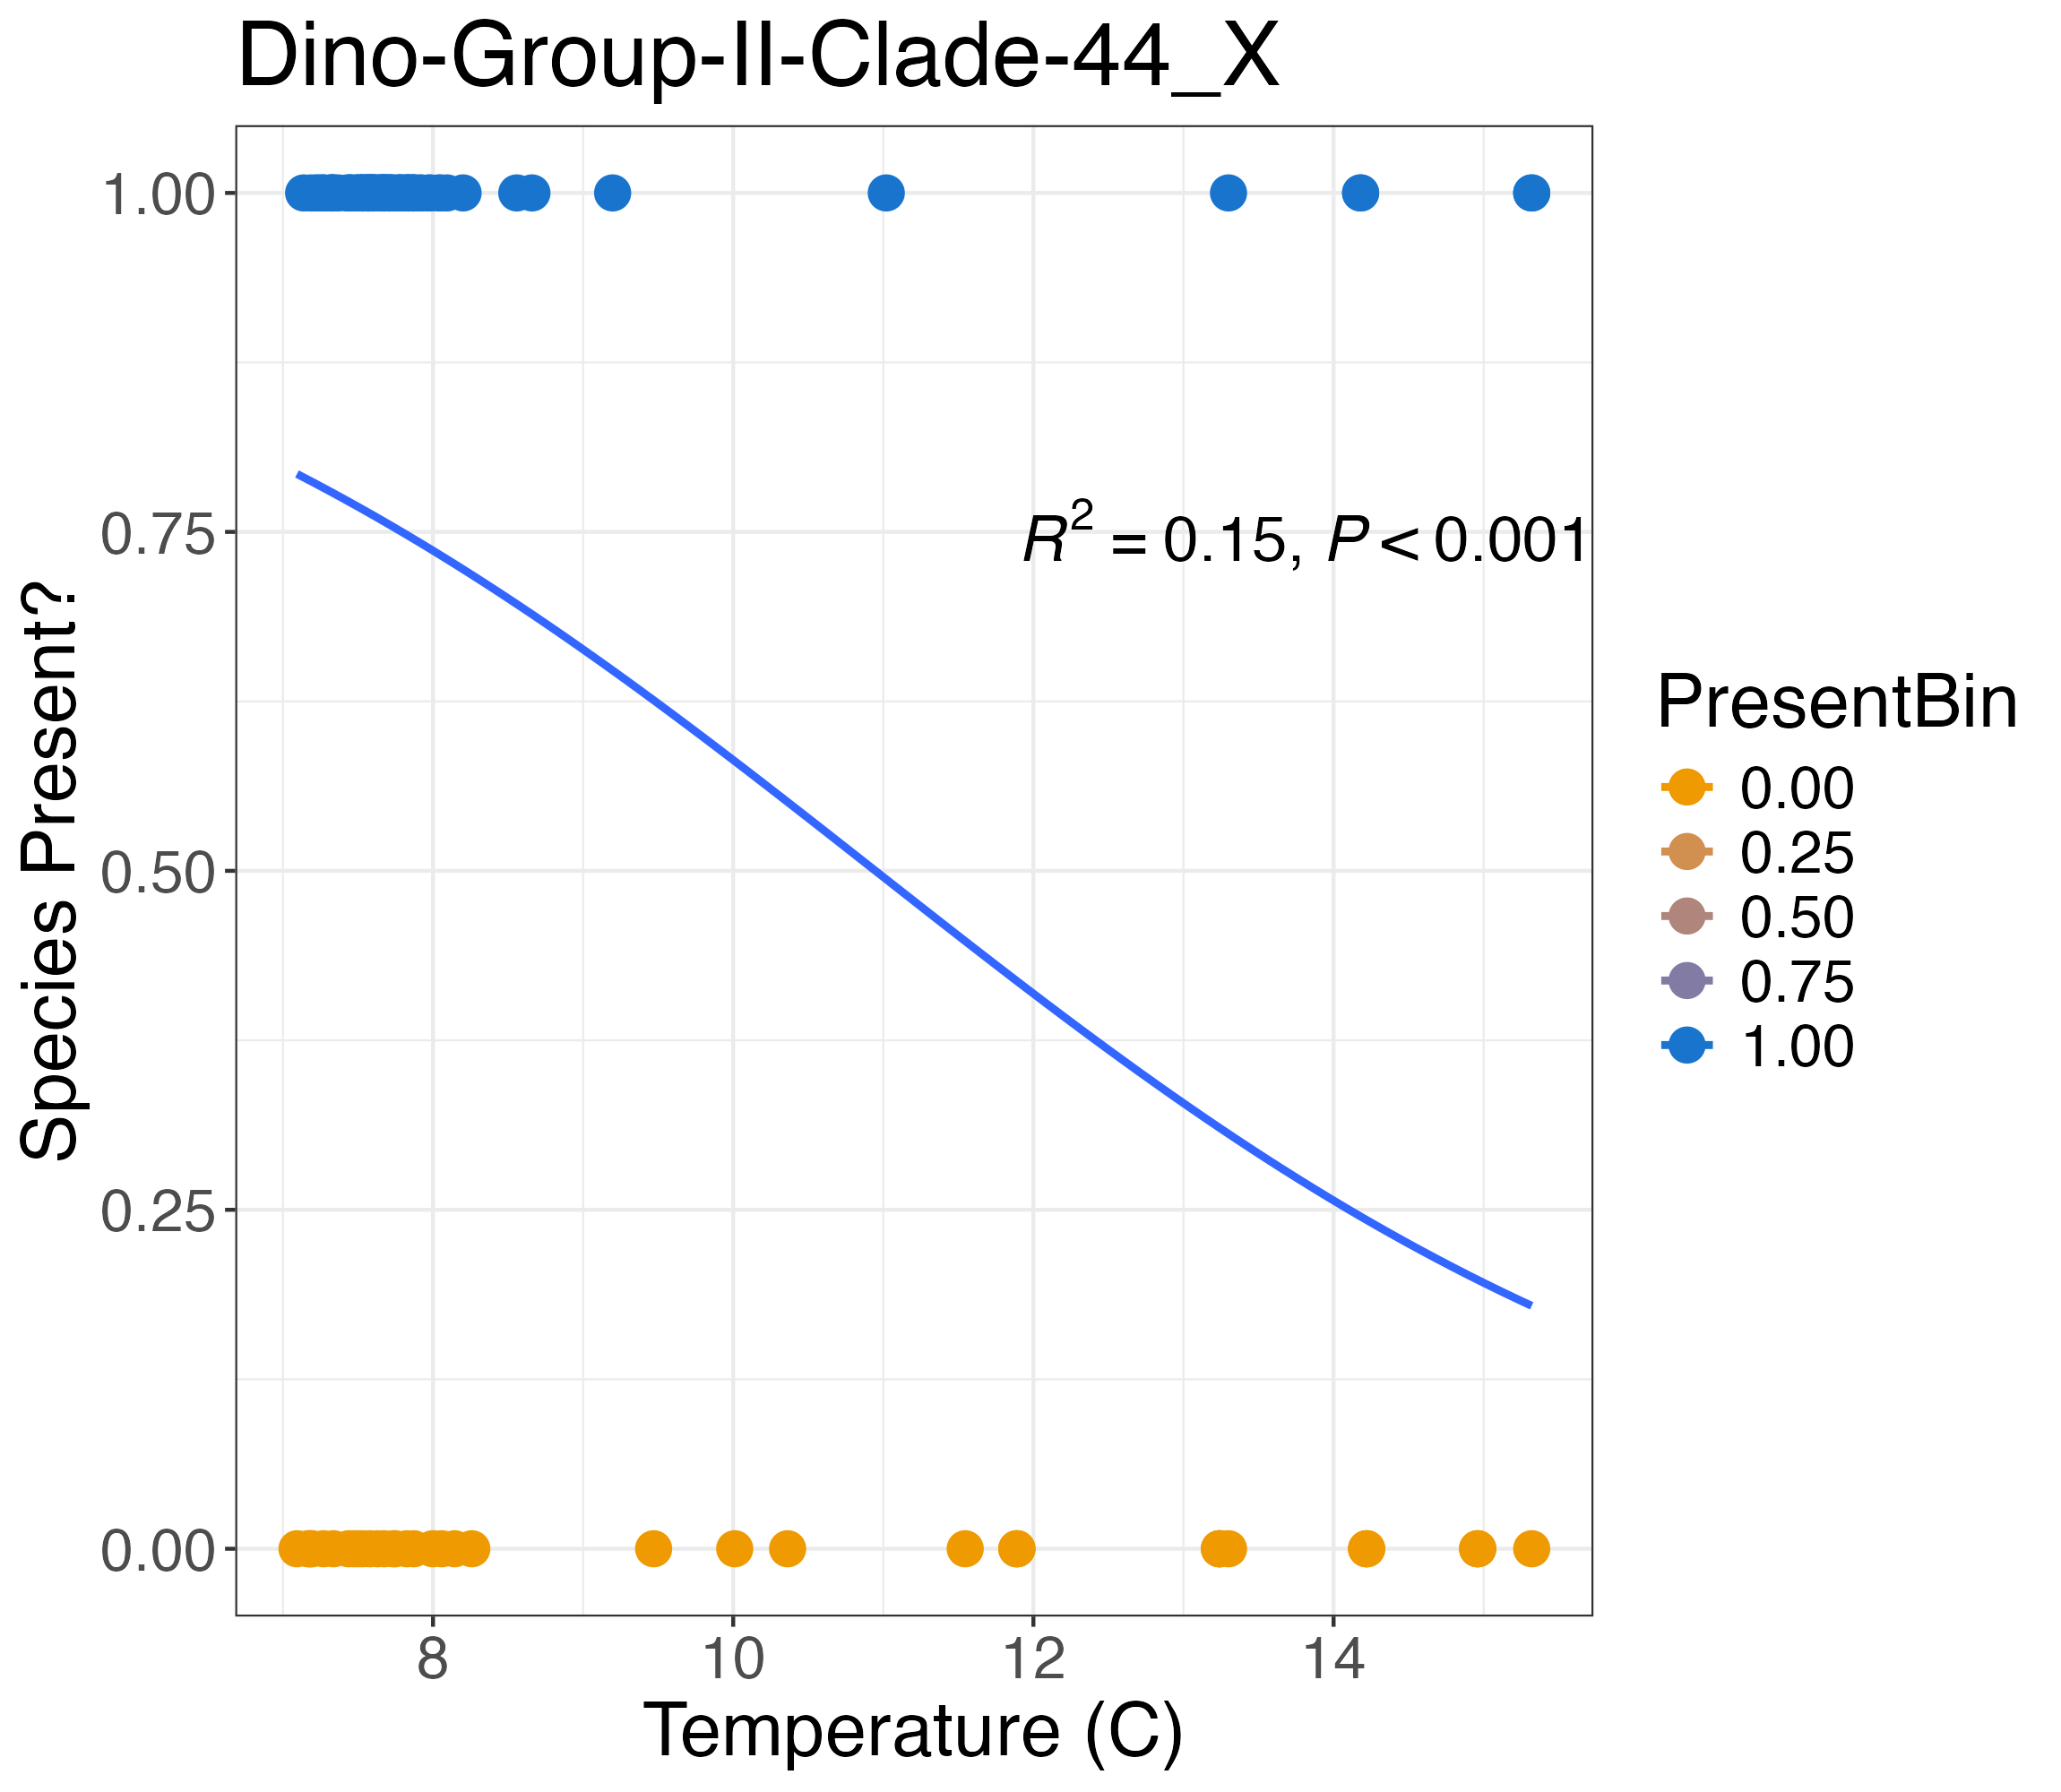 Dino-Group-II-Clade-44_X
Species Present?
1.00
0.75
0.50
0.25
0.00
R² = 0.15, P < 0.001
8 10 12 14
Temperature (C)
PresentBin
0.00
0.25
0.50
0.75
1.00